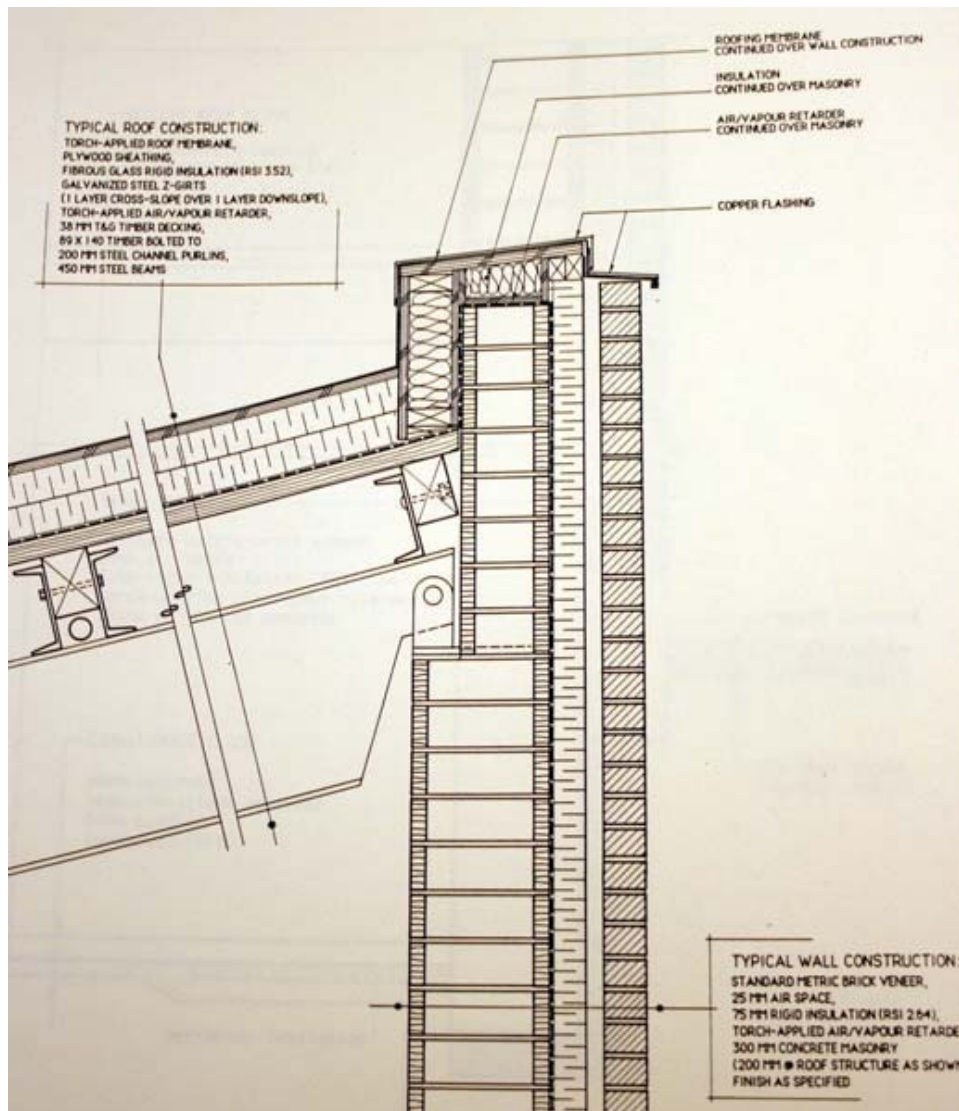 ROOFING MEMBRANE
CONTINUED OVER WALL CONSTRUCTION
INSULATION
CONTINUED OVER MASONRY
AIR/VAPOUR RETARDER
CONTINUED OVER MASONRY
COPPER FLASHING
TYPICAL ROOF CONSTRUCTION:
TORCH-APPLIED ROOF MEMBRANE,
PLYWOOD SHEATHING,
FIBROUS GLASS RIGID INSULATION (RSI 3.52),
GALVANIZED STEEL Z-GIRTS
(1 LAYER CROSS-SLOPE OVER 1 LAYER DOWNSLOPE),
TORCH-APPLIED AIR/VAPOUR RETARDER,
38 MM T&G TIMBER DECKING,
89 X 140 TIMBER BOLTED TO
200 MM STEEL CHANNEL PURLINS,
450 MM STEEL BEAMS
TYPICAL WALL CONSTRUCTION:
STANDARD METRIC BRICK VENEER,
25 MM AIR SPACE,
75 MM RIGID INSULATION (RSI 2.64),
TORCH-APPLIED AIR/VAPOUR RETARDE
300 MM CONCRETE MASONRY
(200 MM @ ROOF STRUCTURE AS SHOWN
FINISH AS SPECIFIED